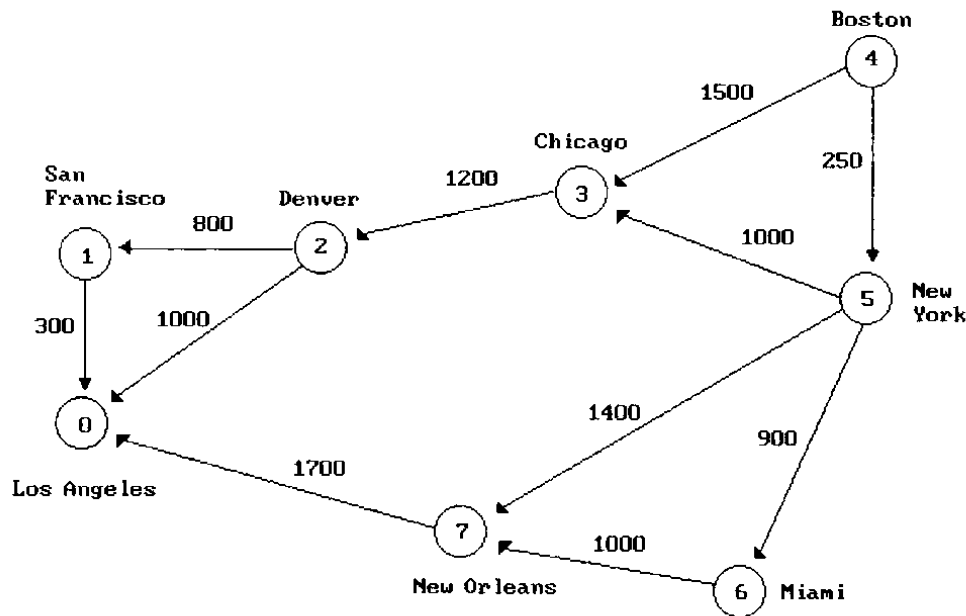 Boston
4
1500
Chicago
250
San
Francisco
Denver
1200
3
800
1
2
1000
5
New
York
300
1000
0
1400
900
Los Angeles
1700
7
1000
New Orleans
6
Miami